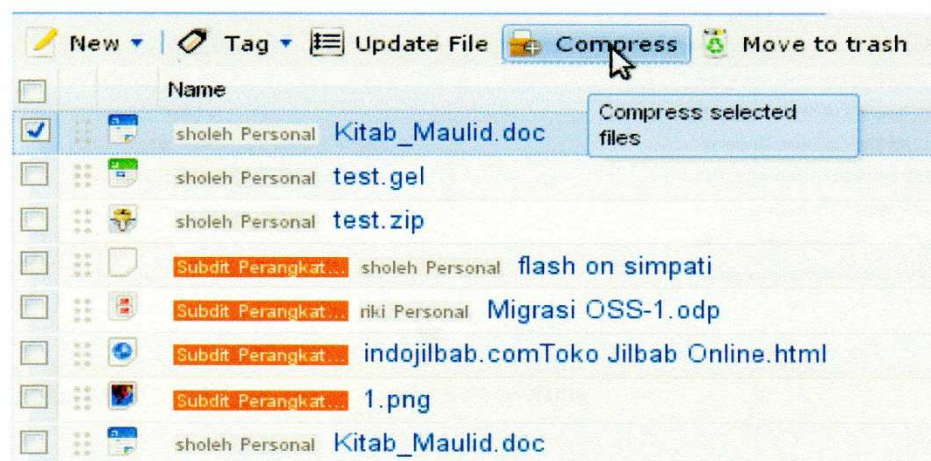 New Tag Update File Compress Move to trash
Name
sholeh Personal Kitab_Maulid.doc
Compress selected
files
sholeh Personal test.gel
sholeh Personal test.zip
Subdit Perangkat... sholeh Personal flash on simpati
Subdit Perangkat... riki Personal Migrasi OSS-1.odp
Subdit Perangkat... indojilbab.comToko Jilbab Online.html
Subdit Perangkat... 1.png
sholeh Personal Kitab_Maulid.doc